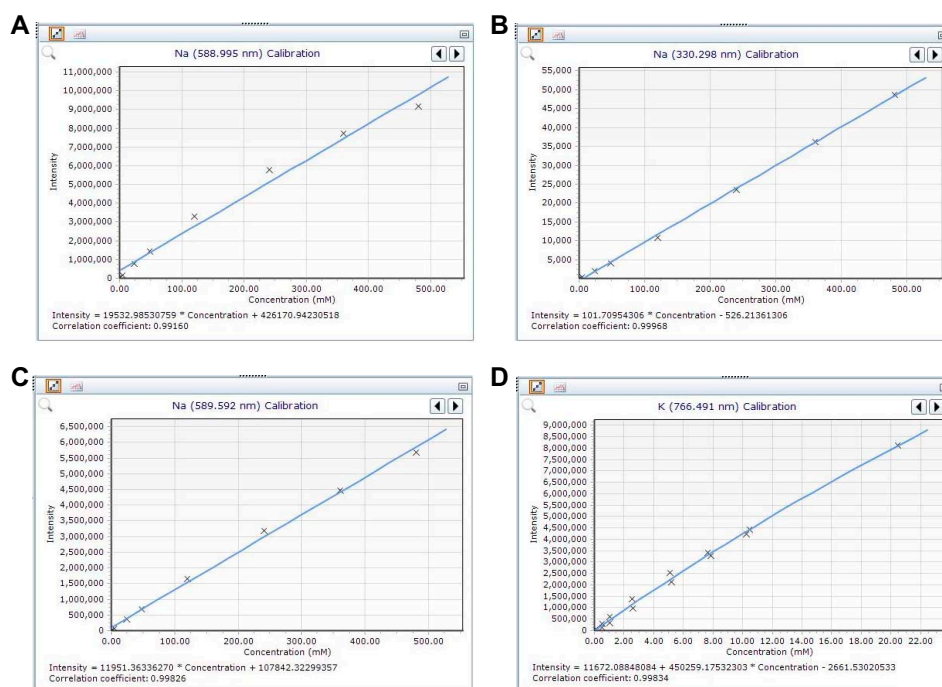 A
Na (588.995 nm) Calibration
11,000,000
10,000,000
9,000,000
8,000,000
7,000,000
6,000,000
5,000,000
4,000,000
3,000,000
2,000,000
1,000,000
0
Intensity
0.00 100.00 200.00 300.00 400.00 500.00
Concentration (mM)
Intensity = 19532.98530759 * Concentration + 426170.94230518
Correlation coefficient: 0.99160
B
Na (330.298 nm) Calibration
55,000
50,000
45,000
40,000
35,000
30,000
25,000
20,000
15,000
10,000
5,000
0
Intensity
0.00 100.00 200.00 300.00 400.00 500.00
Concentration (mM)
Intensity = 101.70954306 * Concentration - 526.21361306
Correlation coefficient: 0.99968
C
Na (589.592 nm) Calibration
6,500,000
6,000,000
5,500,000
5,000,000
4,500,000
4,000,000
3,500,000
3,000,000
2,500,000
2,000,000
1,500,000
1,000,000
500,000
0
Intensity
0.00 100.00 200.00 300.00 400.00 500.00
Concentration (mM)
Intensity = 11951.36336270 * Concentration + 107842.32299357
Correlation coefficient: 0.99826
D
K (766.491 nm) Calibration
9,000,000
8,500,000
8,000,000
7,500,000
7,000,000
6,500,000
6,000,000
5,500,000
5,000,000
4,500,000
4,000,000
3,500,000
3,000,000
2,500,000
2,000,000
1,500,000
1,000,000
500,000
0
Intensity
0.00 2.00 4.00 6.00 8.00 10.00 12.00 14.00 16.00 18.00 20.00 22.00
Concentration (mM)
Intensity = 11672.08848084 + 450259.17532303 * Concentration - 2661.53020533
Correlation coefficient: 0.99834